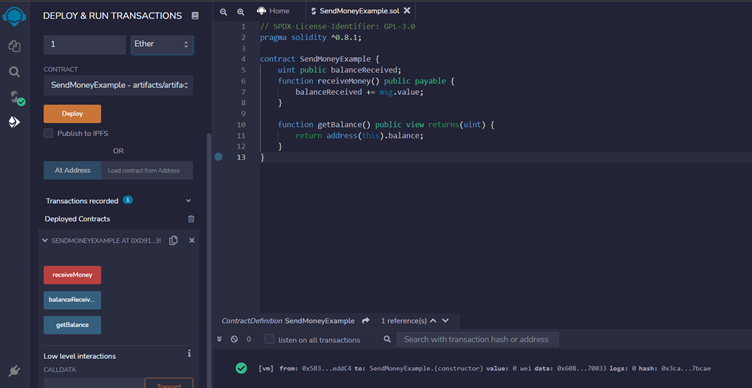 DEPLOY & RUN TRANSACTIONS
1
Ether
CONTRACT
SendMoneyExample - artifacts/artifa
Deploy
Publish to IPFS
OR
At Address
Load contract from Address
Transactions recorded 1
Deployed Contracts
SENDMONEYEXAMPLE AT 0XD91...39
receiveMoney
balanceReceiv...
getBalance
Low level interactions
i
CALLDATA
Transact
Home
SendMoneyExample.sol
1 // SPDX-License-Identifier: GPL-3.0
2 pragma solidity ^0.8.1;
3
4 contract SendMoneyExample {
5 uint public balanceReceived;
6 function receiveMoney() public payable {
7 balanceReceived += msg.value;
8 }
9
10 function getBalance() public view returns(uint) {
11 return address(this).balance;
12 }
13 }
ContractDefinition SendMoneyExample 1 reference(s)
0 listen on all transactions Search with transaction hash or address
[vm] from: 0x5B3...eddC4 to: SendMoneyExample.(constructor) value: 0 wei data: 0x608...70033 logs: 0 hash: 0x3ca...7bcae